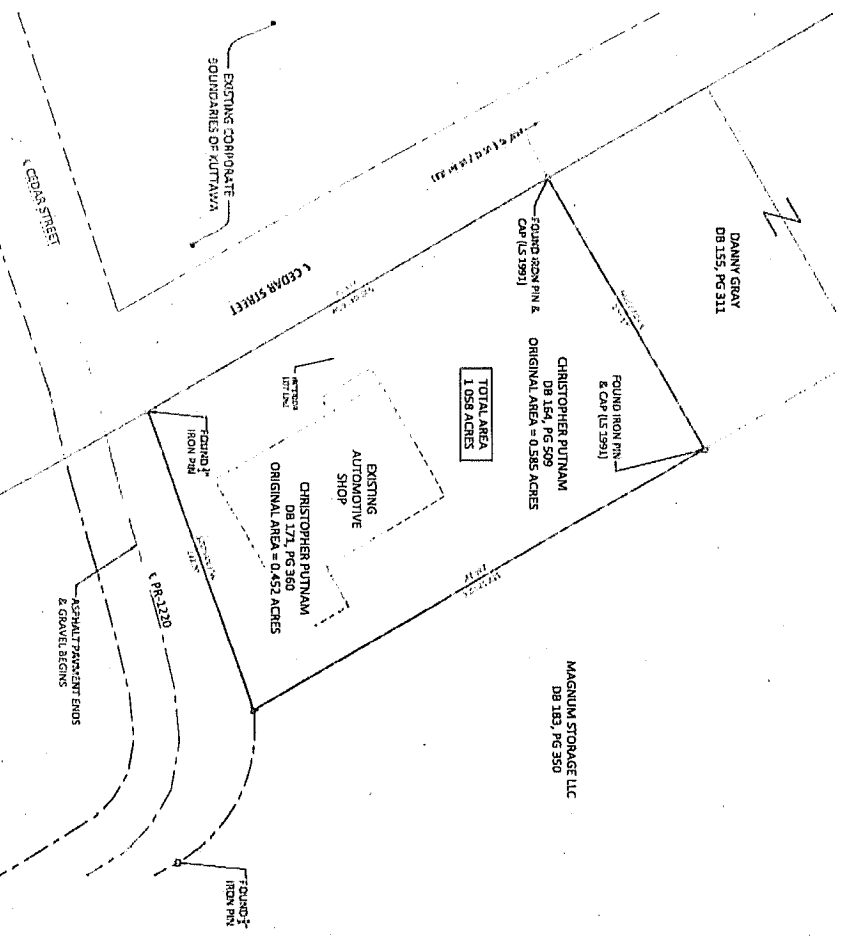 DANNY GRAY
DB 155, PG 311
EXISTING CORPORATE
BOUNDARIES OF KUTTAWA
℄ CEDAR STREET
℄ CEDAR STREET
FOUND IRON PIN &
CAP (LS 1991)
FOUND IRON PIN
& CAP (LS 1991)
CHRISTOPHER PUTNAM
DB 164, PG 509
ORIGINAL AREA = 0.585 ACRES
TOTAL AREA
1.058 ACRES
EXISTING
AUTOMOTIVE
SHOP
CHRISTOPHER PUTNAM
DB 171, PG 360
ORIGINAL AREA = 0.452 ACRES
FOUND
IRON PIN
℄ PR-1220
ASPHALT PAVMENT ENDS
& GRAVEL BEGINS
MAGNUM STORAGE LLC
DB 183, PG 350
FOUND
IRON PIN